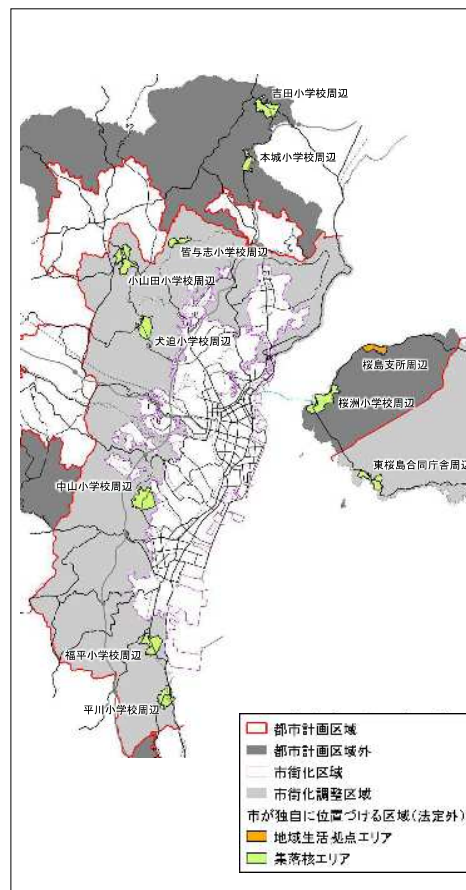 吉田小学校周辺
本城小学校周辺
皆与志小学校周辺
小山田小学校周辺
犬迫小学校周辺
桜島支所周辺
桜洲小学校周辺
東桜島合同庁舎周辺
中山小学校周辺
福平小学校周辺
平川小学校周辺
都市計画区域
都市計画区域外
市街化区域
市街化調整区域
市が独自に位置づける区域(法定外)
地域生活拠点エリア
集落核エリア